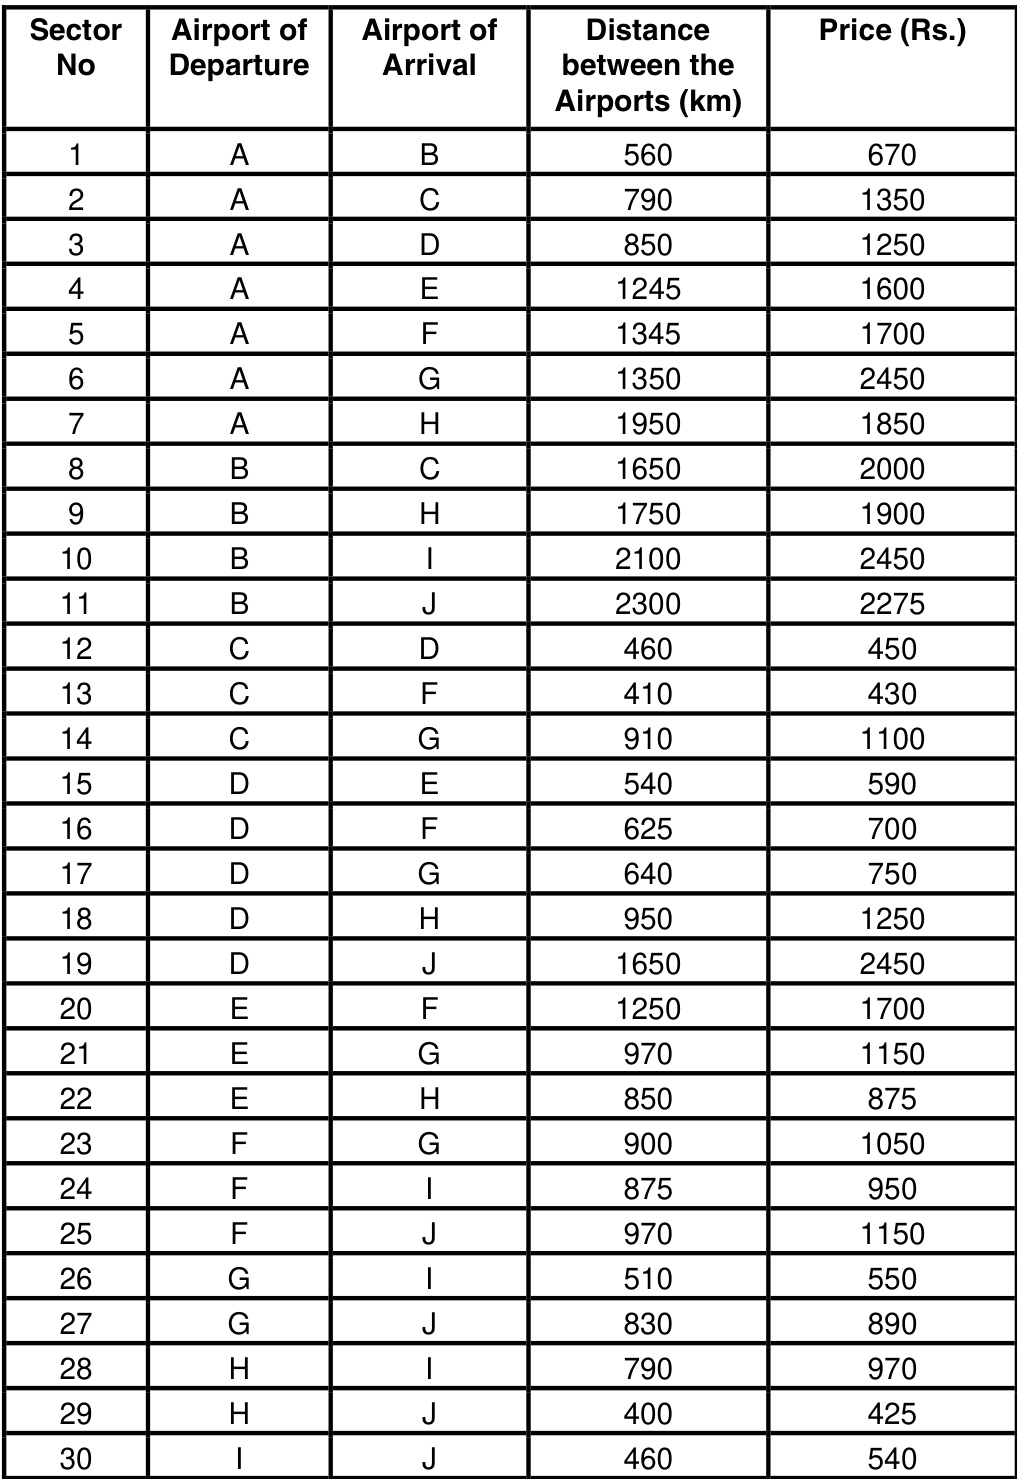 Sector No Airport of Departure Airport of Arrival Distance between the Airports (km) Price (Rs.)
1 A B 560 670
2 A C 790 1350
3 A D 850 1250
4 A E 1245 1600
5 A F 1345 1700
6 A G 1350 2450
7 A H 1950 1850
8 B C 1650 2000
9 B H 1750 1900
10 B I 2100 2450
11 B J 2300 2275
12 C D 460 450
13 C F 410 430
14 C G 910 1100
15 D E 540 590
16 D F 625 700
17 D G 640 750
18 D H 950 1250
19 D J 1650 2450
20 E F 1250 1700
21 E G 970 1150
22 E H 850 875
23 F G 900 1050
24 F I 875 950
25 F J 970 1150
26 G I 510 550
27 G J 830 890
28 H I 790 970
29 H J 400 425
30 I J 460 540